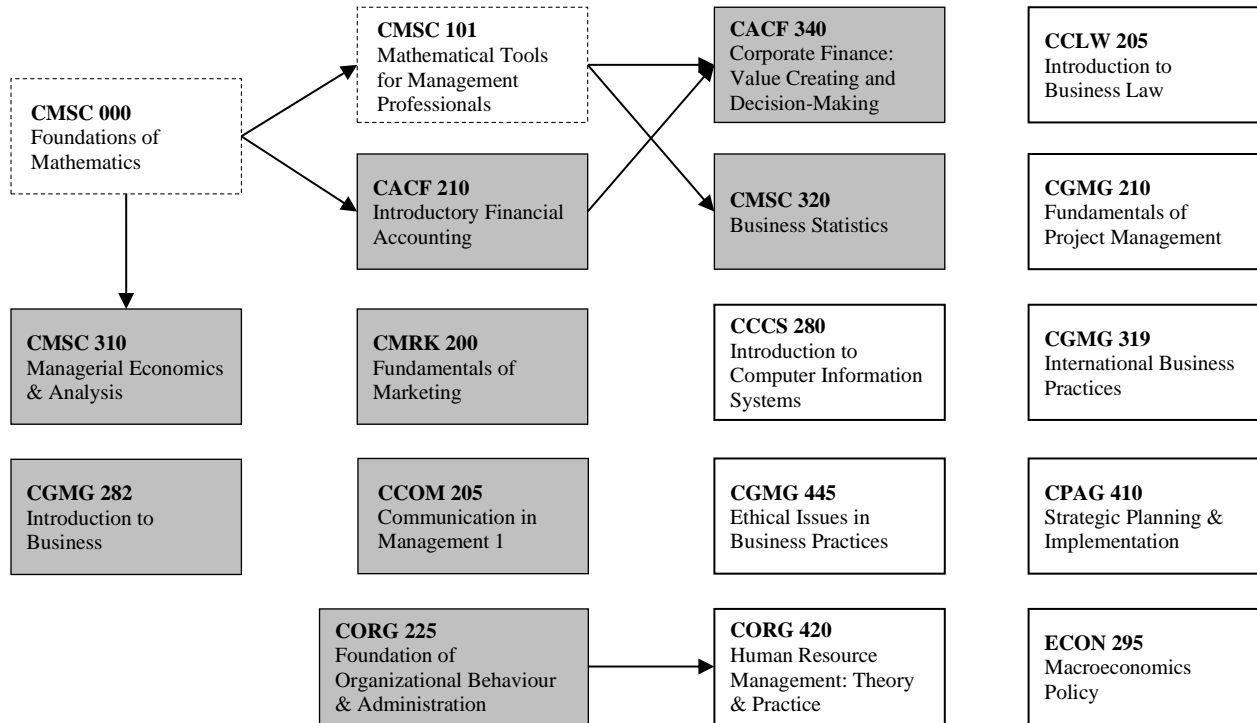 CMSC 000
Foundations of
Mathematics
CMSC 101
Mathematical Tools
for Management
Professionals
CACF 340
Corporate Finance:
Value Creating and
Decision-Making
CCLW 205
Introduction to
Business Law
CACF 210
Introductory Financial
Accounting
CMSC 320
Business Statistics
CGMG 210
Fundamentals of
Project Management
CMSC 310
Managerial Economics
& Analysis
CMRK 200
Fundamentals of
Marketing
CCCS 280
Introduction to
Computer Information
Systems
CGMG 319
International Business
Practices
CGMG 282
Introduction to
Business
CCOM 205
Communication in
Management 1
CGMG 445
Ethical Issues in
Business Practices
CPAG 410
Strategic Planning &
Implementation
CORG 225
Foundation of
Organizational Behaviour
& Administration
CORG 420
Human Resource
Management: Theory
& Practice
ECON 295
Macroeconomics
Policy